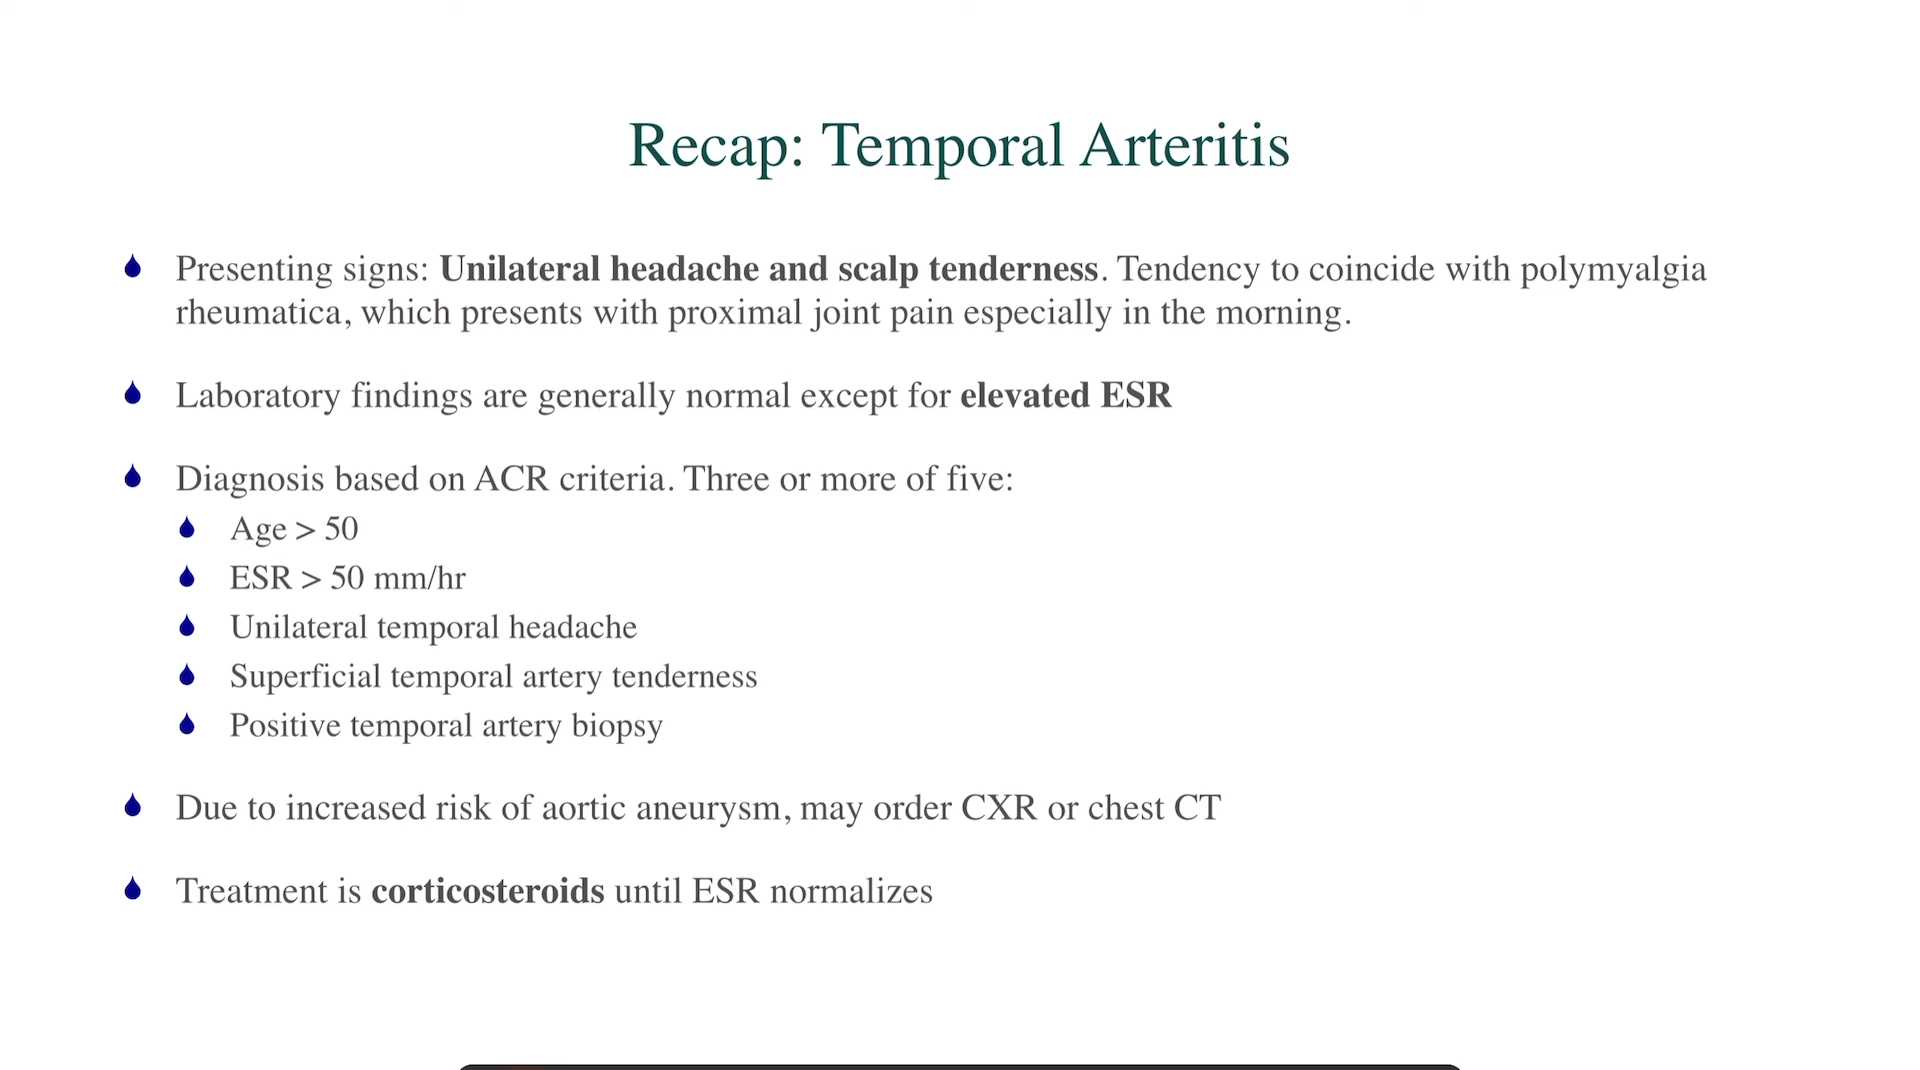 Recap: Temporal Arteritis
Presenting signs: Unilateral headache and scalp tenderness. Tendency to coincide with polymyalgia
rheumatica, which presents with proximal joint pain especially in the morning.
Laboratory findings are generally normal except for elevated ESR
Diagnosis based on ACR criteria. Three or more of five:
Age > 50
ESR > 50 mm/hr
Unilateral temporal headache
Superficial temporal artery tenderness
Positive temporal artery biopsy
Due to increased risk of aortic aneurysm, may order CXR or chest CT
Treatment is corticosteroids until ESR normalizes